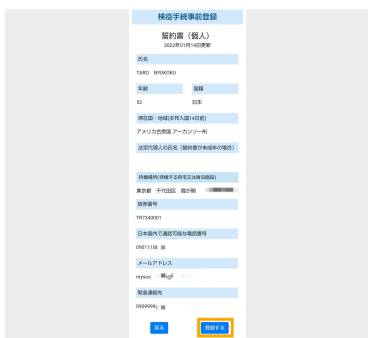 検疫手続事前登録
誓約書（個人）
2022年01月14日更新
氏名
TARO NYUKOKU
年齢 国籍
52 日本
滞在国・地域(本邦入国14日前)
アメリカ合衆国 アーカンソー州
法定代理人の氏名（誓約者が未成年の場合）
待機場所(待機する自宅又は宿泊施設)
東京都 千代田区 霞が関
旅券番号
TR7340001
日本国内で通話可能な電話番号
0901110
メールアドレス
mysos
緊急連絡先
0909999
戻る 登録する